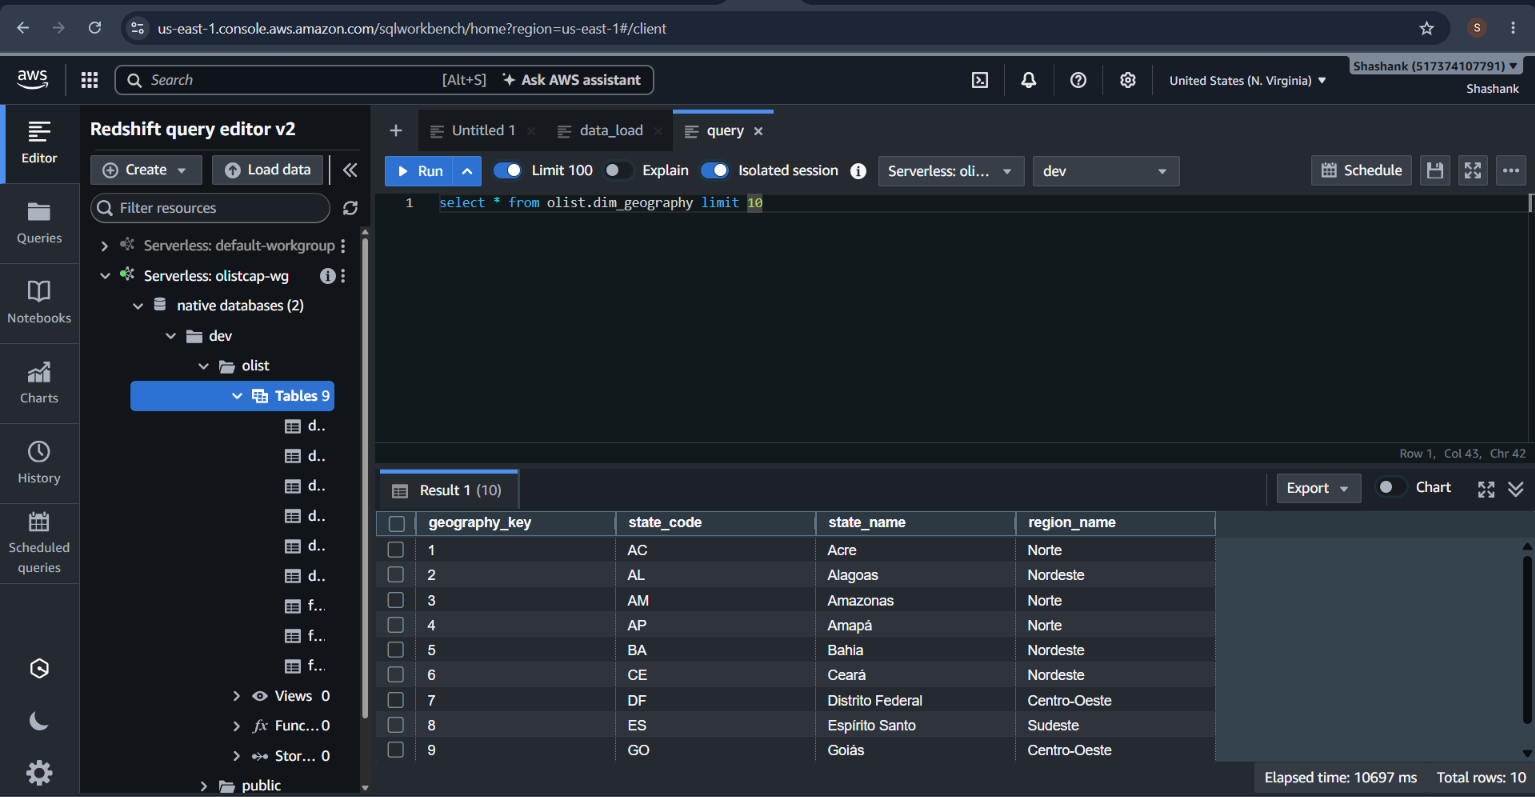 us-east-1.console.aws.amazon.com/sqlworkbench/home?region=us-east-1#/client
S
aws
Search
[Alt+S]
Ask AWS assistant
United States (N. Virginia)
Shashank (517374107791)
Shashank
Editor
Queries
Notebooks
Charts
History
Scheduled
queries
Redshift query editor v2
Create
Load data
Filter resources
Serverless: default-workgroup
Serverless: olistcap-wg
native databases (2)
dev
olist
Tables 9
d..
d..
d..
d..
d..
d..
f...
f...
f...
Views 0
fx Func... 0
Stor... 0
public
Untitled 1
data_load
query
Run
Limit 100
Explain
Isolated session
Serverless: oli...
dev
Schedule
1 select * from olist.dim_geography limit 10
Row 1, Col 43, Chr 42
Result 1 (10)
Export
Chart
geography_key state_code state_name region_name
1 AC Acre Norte
2 AL Alagoas Nordeste
3 AM Amazonas Norte
4 AP Amapá Norte
5 BA Bahia Nordeste
6 CE Ceará Nordeste
7 DF Distrito Federal Centro-Oeste
8 ES Espírito Santo Sudeste
9 GO Goiás Centro-Oeste
Elapsed time: 10697 ms Total rows: 10